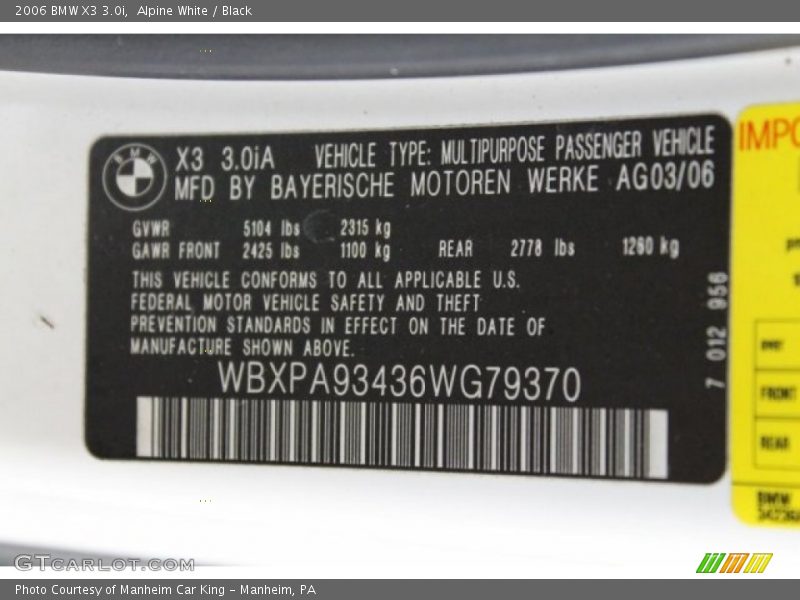 2006 BMW X3 3.0i,  Alpine White / Black
BMW
X3 3.0iA VEHICLE TYPE: MULTIPURPOSE PASSENGER VEHICLE
MFD BY BAYERISCHE MOTOREN WERKE AG03/06
GVWR 5104 lbs 2315 kg
GAWR FRONT 2425 lbs 1100 kg REAR 2778 lbs 1260 kg
THIS VEHICLE CONFORMS TO ALL APPLICABLE U.S.
FEDERAL MOTOR VEHICLE SAFETY AND THEFT
PREVENTION STANDARDS IN EFFECT ON THE DATE OF
MANUFACTURE SHOWN ABOVE.
WBXPA93436WG79370
7 012 956
IMPO
FRONT
REAR
BMW
GTCARLOT.COM
Photo Courtesy of Manheim Car King - Manheim, PA